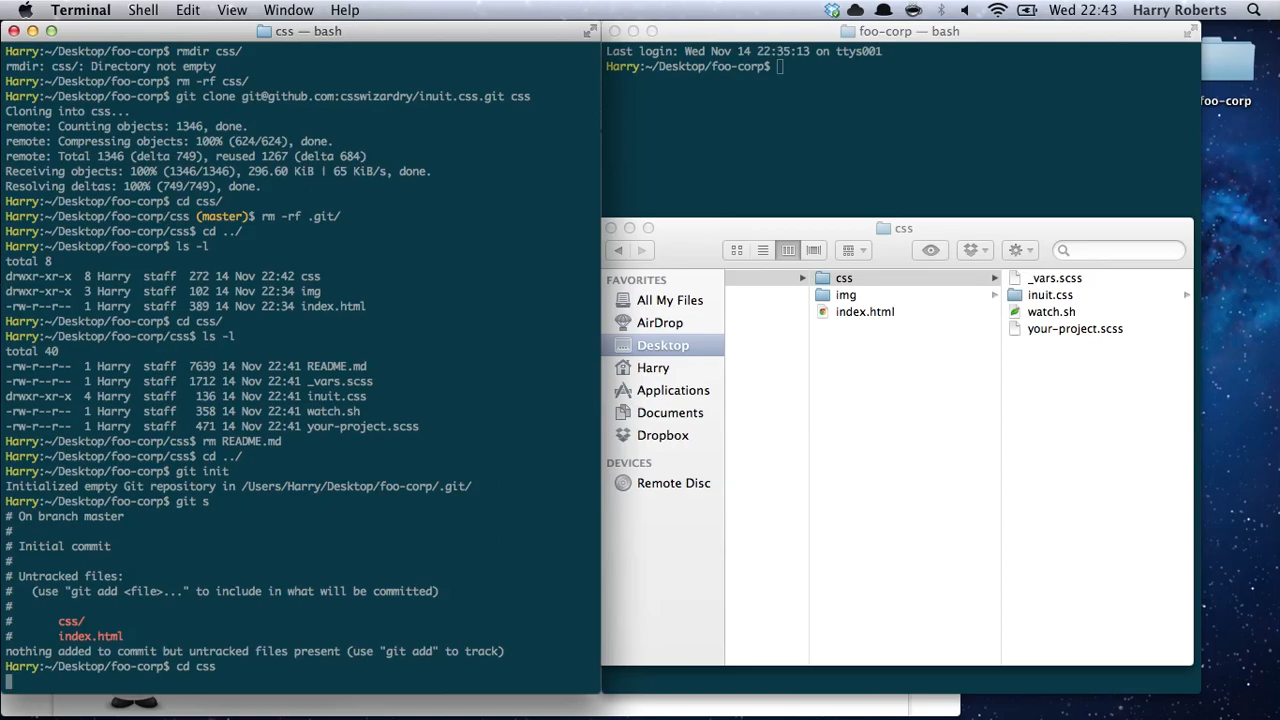 Terminal Shell Edit View Window Help Wed 22:43 Harry Roberts
css — bash
Harry:~/Desktop/foo-corp$ rmdir css/
rmdir: css/: Directory not empty
Harry:~/Desktop/foo-corp$ rm -rf css/
Harry:~/Desktop/foo-corp$ git clone git@github.com:csswizardry/inuit.css.git css
Cloning into css...
remote: Counting objects: 1346, done.
remote: Compressing objects: 100% (624/624), done.
remote: Total 1346 (delta 749), reused 1267 (delta 684)
Receiving objects: 100% (1346/1346), 296.60 KiB | 65 KiB/s, done.
Resolving deltas: 100% (749/749), done.
Harry:~/Desktop/foo-corp$ cd css/
Harry:~/Desktop/foo-corp/css (master)$ rm -rf .git/
Harry:~/Desktop/foo-corp/css$ cd ../
Harry:~/Desktop/foo-corp$ ls -l
total 8
drwxr-xr-x 8 Harry staff 272 14 Nov 22:42 css
drwxr-xr-x 3 Harry staff 102 14 Nov 22:34 img
-rw-r--r-- 1 Harry staff 389 14 Nov 22:34 index.html
Harry:~/Desktop/foo-corp$ cd css/
Harry:~/Desktop/foo-corp/css$ ls -l
total 40
-rw-r--r-- 1 Harry staff 7639 14 Nov 22:41 README.md
-rw-r--r-- 1 Harry staff 1712 14 Nov 22:41 _vars.scss
drwxr-xr-x 4 Harry staff 136 14 Nov 22:41 inuit.css
-rw-r--r-- 1 Harry staff 358 14 Nov 22:41 watch.sh
-rw-r--r-- 1 Harry staff 471 14 Nov 22:41 your-project.scss
Harry:~/Desktop/foo-corp/css$ rm README.md
Harry:~/Desktop/foo-corp/css$ cd ../
Harry:~/Desktop/foo-corp$ git init
Initialized empty Git repository in /Users/Harry/Desktop/foo-corp/.git/
Harry:~/Desktop/foo-corp$ git s
# On branch master
#
# Initial commit
#
# Untracked files:
# (use "git add <file>..." to include in what will be committed)
#
# css/
# index.html
nothing added to commit but untracked files present (use "git add" to track)
Harry:~/Desktop/foo-corp$ cd css
foo-corp — bash
Last login: Wed Nov 14 22:35:13 on ttys001
Harry:~/Desktop/foo-corp$
css
FAVORITES
All My Files
AirDrop
Desktop
Harry
Applications
Documents
Dropbox
DEVICES
Remote Disc
css
img
index.html
_vars.scss
inuit.css
watch.sh
your-project.scss
foo-corp